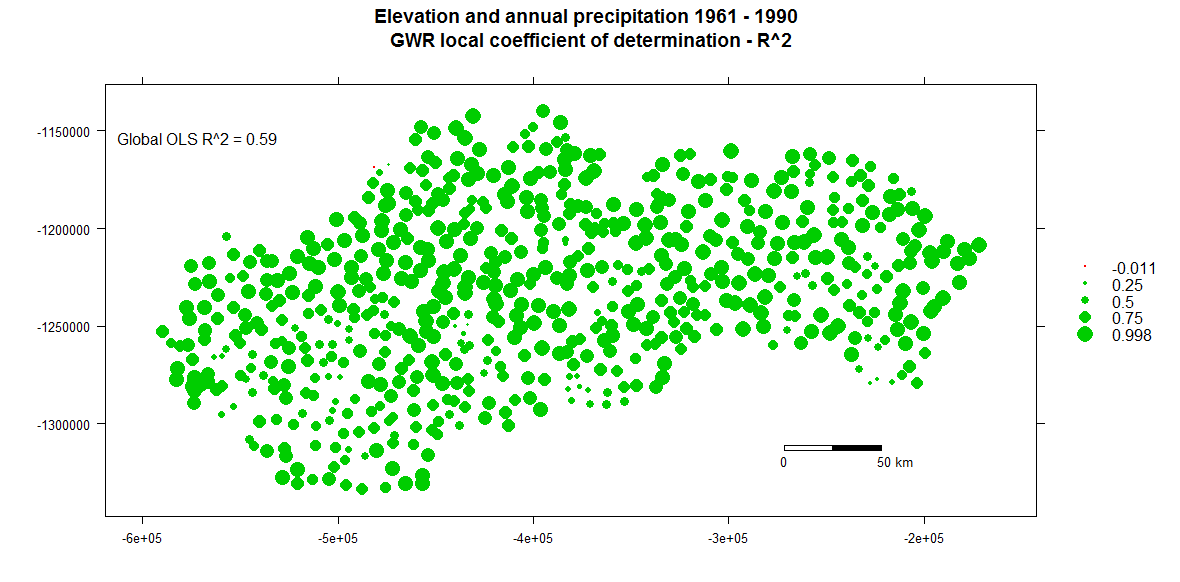 Elevation and annual precipitation 1961 - 1990
GWR local coefficient of determination - R^2
Global OLS R^2 = 0.59
-1150000
-1200000
-1250000
-1300000
-6e+05
-5e+05
-4e+05
-3e+05
-2e+05
0
50 km
-0.011
0.25
0.5
0.75
0.998